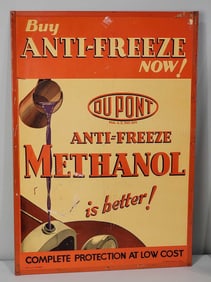 Buy
ANTI-FREEZE
NOW!
DU PONT
ANTI-FREEZE
METHANOL
is better!
COMPLETE PROTECTION AT LOW COST